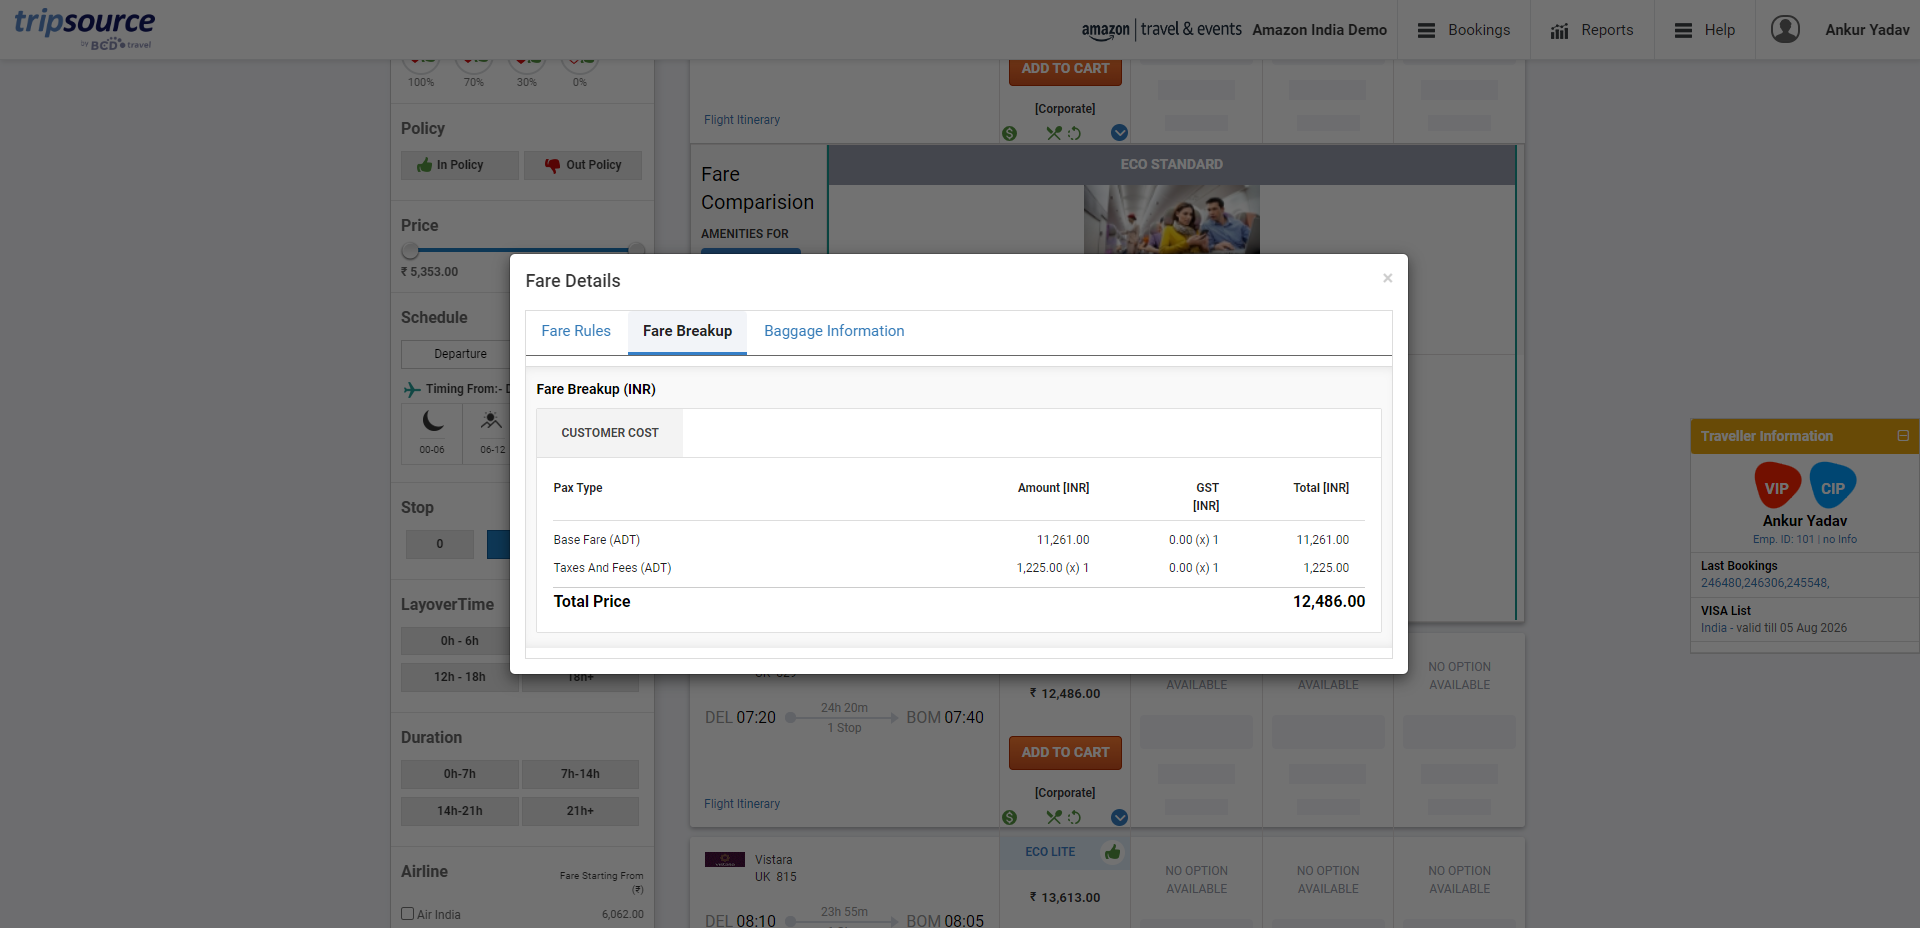 tripsource
by BCD travel
amazon travel & events Amazon India Demo
Bookings
Reports
Help
Ankur Yadav
100% 70% 30% 0%
Policy
In Policy Out Policy
Price
₹ 5,353.00
Schedule
Departure
Timing From:- D
00-06 06-12
Stop
0
LayoverTime
0h - 6h
12h - 18h 18h+
Duration
0h-7h 7h-14h
14h-21h 21h+
Airline Fare Starting From
(₹)
Air India 6,062.00
ADD TO CART
[Corporate]
Flight Itinerary
Fare
Comparision
AMENITIES FOR
ECO STANDARD
Fare Details ×
Fare Rules Fare Breakup Baggage Information
Fare Breakup (INR)
CUSTOMER COST
Pax Type Amount [INR] GST
[INR] Total [INR]
Base Fare (ADT) 11,261.00 0.00 (x) 1 11,261.00
Taxes And Fees (ADT) 1,225.00 (x) 1 0.00 (x) 1 1,225.00
Total Price 12,486.00
₹ 12,486.00
DEL 07:20 24h 20m BOM 07:40
1 Stop
ADD TO CART
[Corporate]
Flight Itinerary
AVAILABLE
AVAILABLE
NO OPTION
AVAILABLE
Vistara
UK 815
ECO LITE
₹ 13,613.00
DEL 08:10 23h 55m BOM 08:05
NO OPTION
AVAILABLE
NO OPTION
AVAILABLE
NO OPTION
AVAILABLE
Traveller Information
VIP CIP
Ankur Yadav
Emp. ID: 101 | no Info
Last Bookings
246480,246306,245548,
VISA List
India - valid till 05 Aug 2026